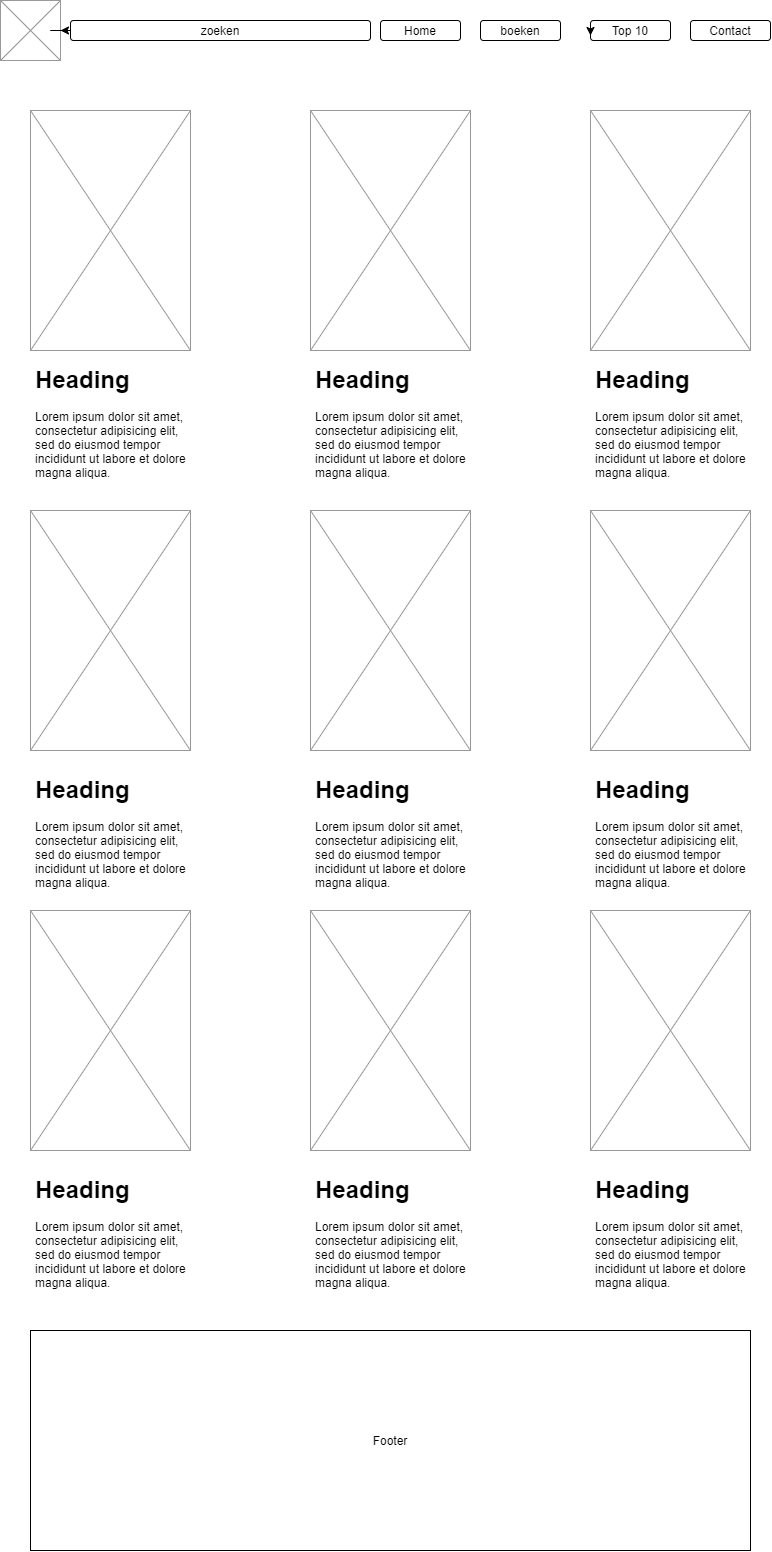 zoeken
Home
boeken
Top 10
Contact
Heading
Lorem ipsum dolor sit amet,
consectetur adipisicing elit,
sed do eiusmod tempor
incididunt ut labore et dolore
magna aliqua.
Heading
Lorem ipsum dolor sit amet,
consectetur adipisicing elit,
sed do eiusmod tempor
incididunt ut labore et dolore
magna aliqua.
Heading
Lorem ipsum dolor sit amet,
consectetur adipisicing elit,
sed do eiusmod tempor
incididunt ut labore et dolore
magna aliqua.
Heading
Lorem ipsum dolor sit amet,
consectetur adipisicing elit,
sed do eiusmod tempor
incididunt ut labore et dolore
magna aliqua.
Heading
Lorem ipsum dolor sit amet,
consectetur adipisicing elit,
sed do eiusmod tempor
incididunt ut labore et dolore
magna aliqua.
Heading
Lorem ipsum dolor sit amet,
consectetur adipisicing elit,
sed do eiusmod tempor
incididunt ut labore et dolore
magna aliqua.
Heading
Lorem ipsum dolor sit amet,
consectetur adipisicing elit,
sed do eiusmod tempor
incididunt ut labore et dolore
magna aliqua.
Heading
Lorem ipsum dolor sit amet,
consectetur adipisicing elit,
sed do eiusmod tempor
incididunt ut labore et dolore
magna aliqua.
Heading
Lorem ipsum dolor sit amet,
consectetur adipisicing elit,
sed do eiusmod tempor
incididunt ut labore et dolore
magna aliqua.
Footer